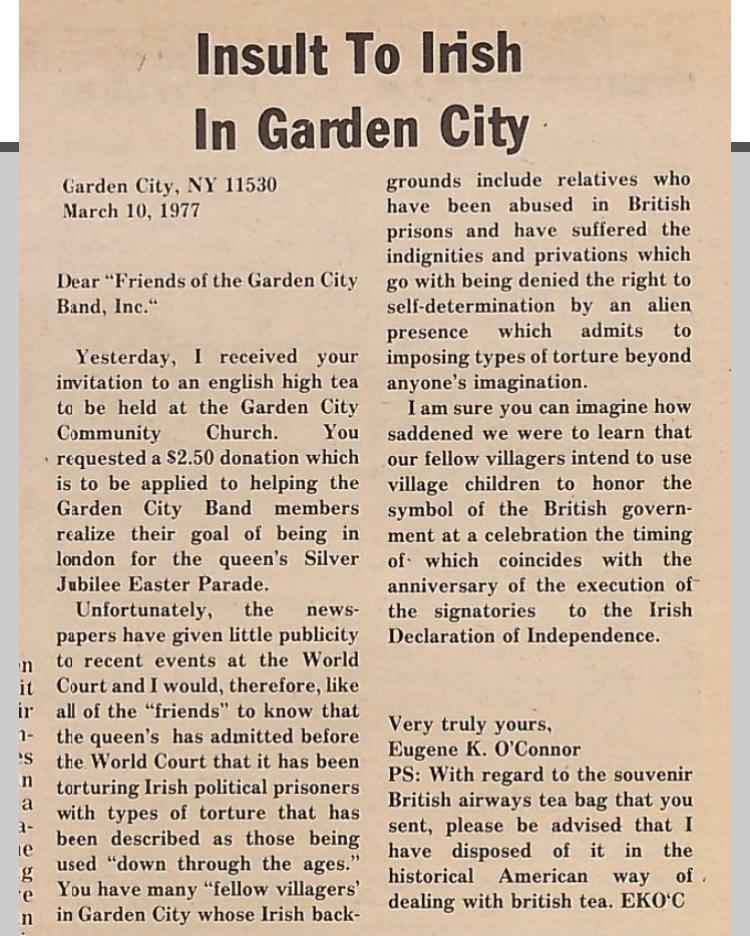 Insult To Irish
In Garden City
Garden City, NY 11530
March 10, 1977
Dear “Friends of the Garden City
Band, Inc.“
Yesterday, I received your
invitation to an english high tea
to be held at the Garden City
Community Church. You
requested a $2.50 donation which
is to be applied to helping the
Garden City Band members
realize their goal of being in
london for the queen’s Silver
Jubilee Easter Parade.
Unfortunately, the news-
papers have given little publicity
to recent events at the World
Court and I would, therefore, like
all of the “friends” to know that
the queen’s has admitted before
the World Court that it has been
torturing Irish political prisoners
with types of torture that has
been described as those being
used “down through the ages.”
You have many “fellow villagers’
in Garden City whose Irish back-
grounds include relatives who
have been abused in British
prisons and have suffered the
indignities and privations which
go with being denied the right to
self-determination by an alien
presence which admits to
imposing types of torture beyond
anyone’s imagination.
I am sure you can imagine how
saddened we were to learn that
our fellow villagers intend to use
village children to honor the
symbol of the British govern-
ment at a celebration the timing
of which coincides with the
anniversary of the execution of
the signatories to the Irish
Declaration of Independence.
Very truly yours,
Eugene K. O’Connor
PS: With regard to the souvenir
British airways tea bag that you
sent, please be advised that I
have disposed of it in the
historical American way of
dealing with british tea. EKO‘C